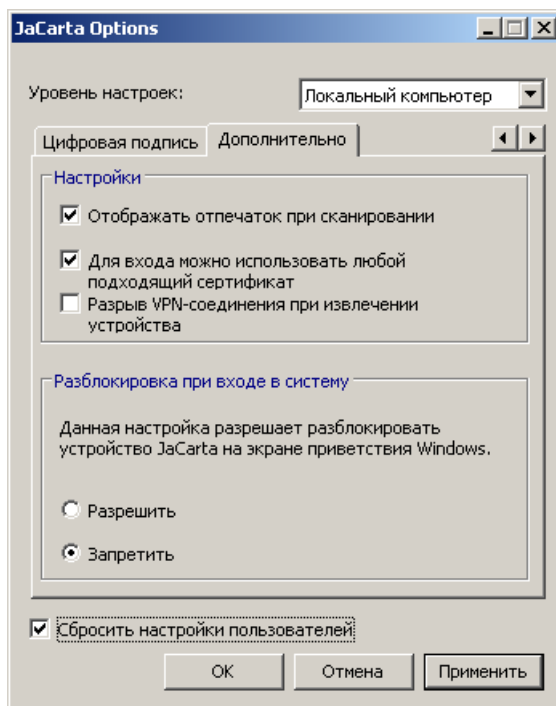 JaCarta Options
Уровень настроек:
Локальный компьютер
Цифровая подпись
Дополнительно
Настройки
Отображать отпечаток при сканировании
Для входа можно использовать любой
подходящий сертификат
Разрыв VPN-соединения при извлечении
устройства
Разблокировка при входе в систему
Данная настройка разрешает разблокировать
устройство JaCarta на экране приветствия Windows.
Разрешить
Запретить
Сбросить настройки пользователей
OK
Отмена
Применить